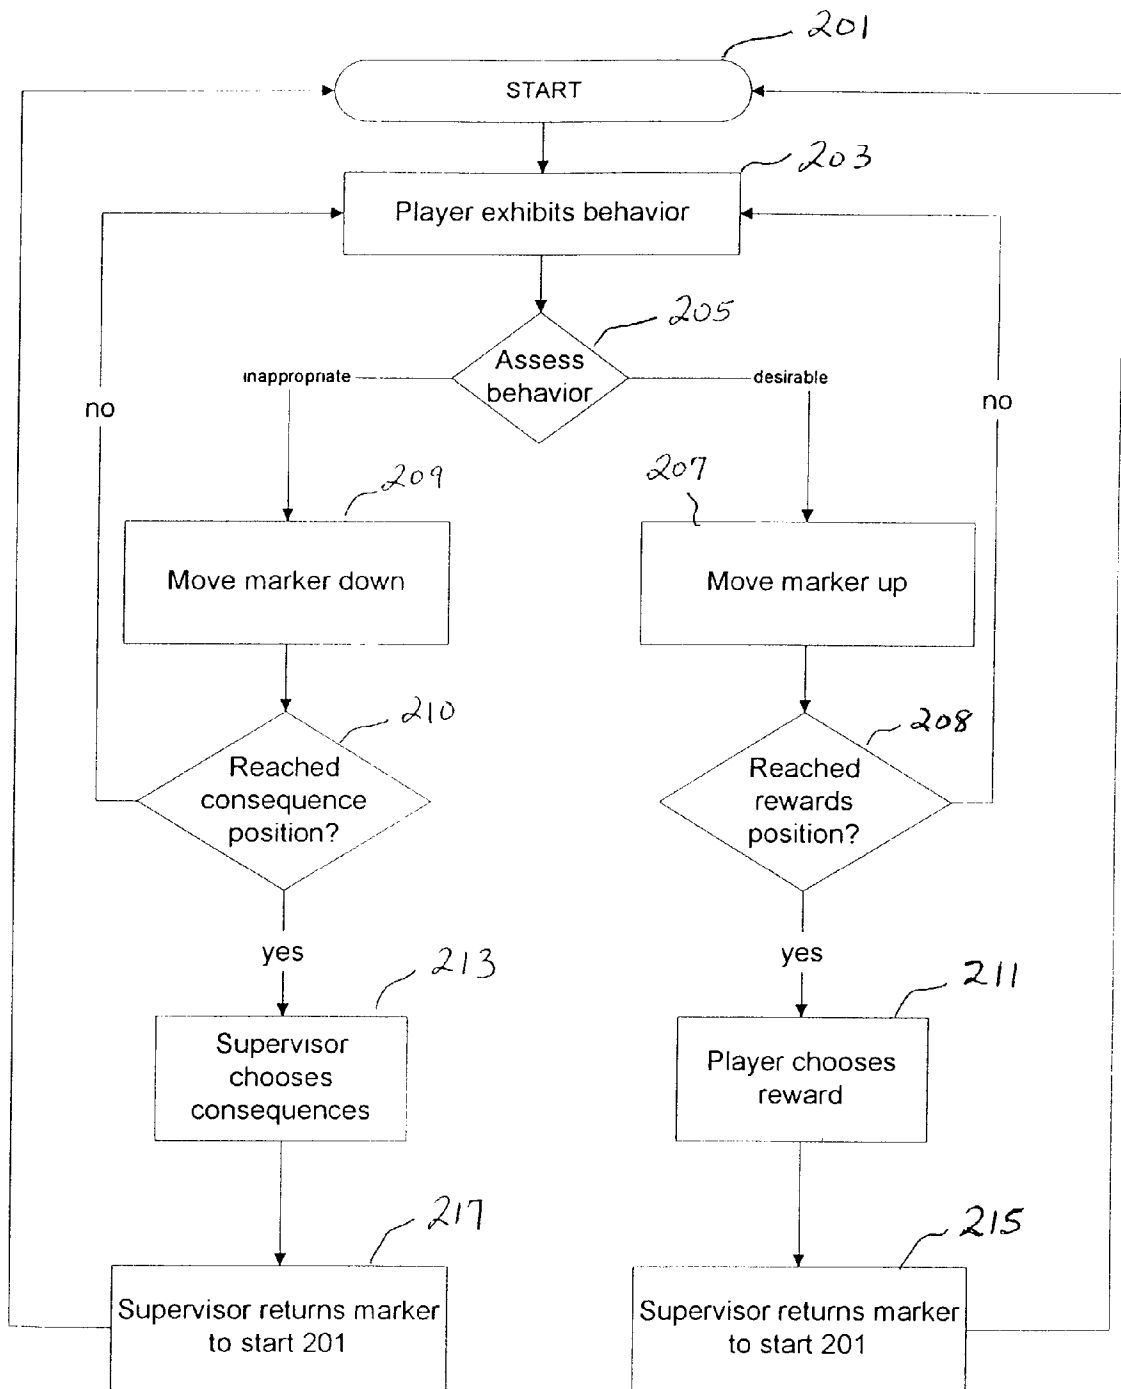 201
START
203
Player exhibits behavior
205
Assess
behavior
inappropriate
desirable
no
no
209
207
Move marker down
Move marker up
210
208
Reached
consequence
position?
Reached
rewards
position?
yes
yes
213
211
Supervisor
chooses
consequences
Player chooses
reward
217
215
Supervisor returns marker
to start 201
Supervisor returns marker
to start 201